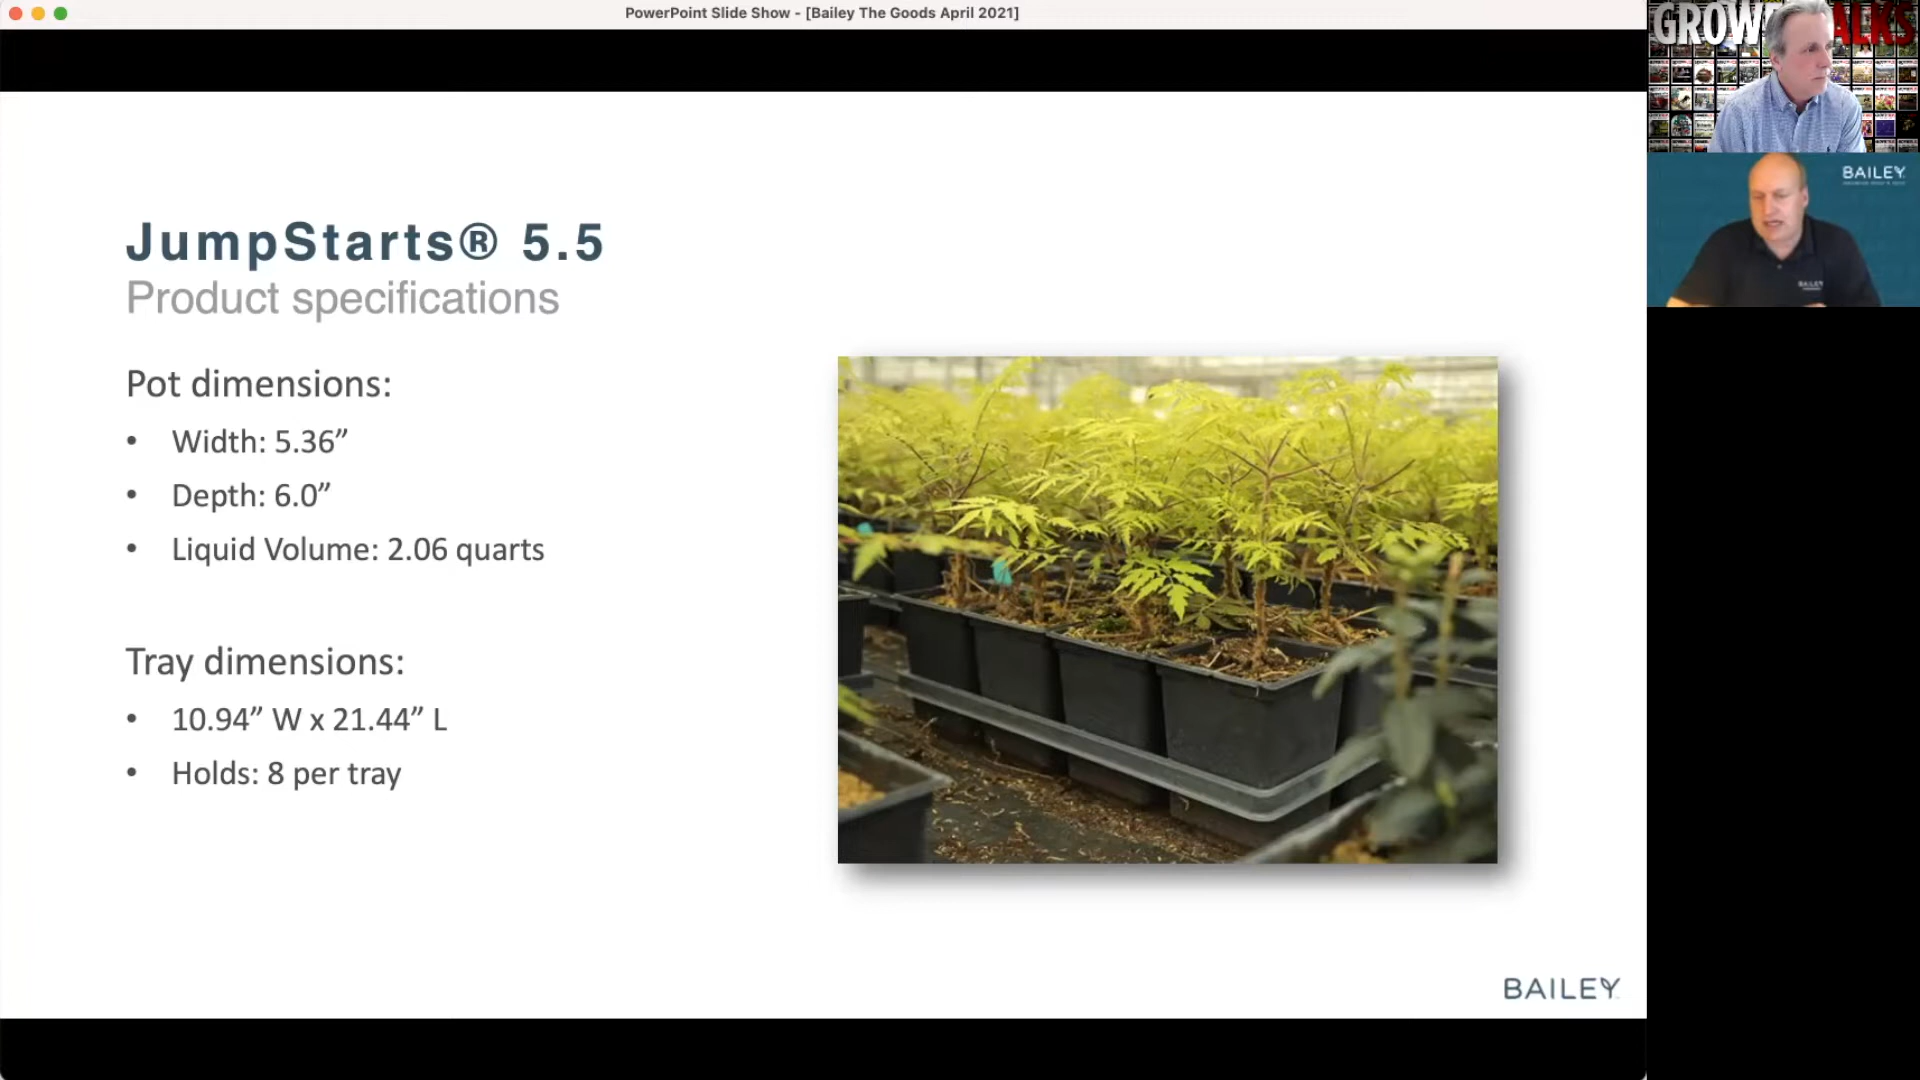 PowerPoint Slide Show - [Bailey The Goods April 2021]
JumpStarts® 5.5
Product specifications
Pot dimensions:
• Width: 5.36”
• Depth: 6.0”
• Liquid Volume: 2.06 quarts
Tray dimensions:
• 10.94” W x 21.44” L
• Holds: 8 per tray
BAILEY
GROW ALKS
BAILEY
BAILEY